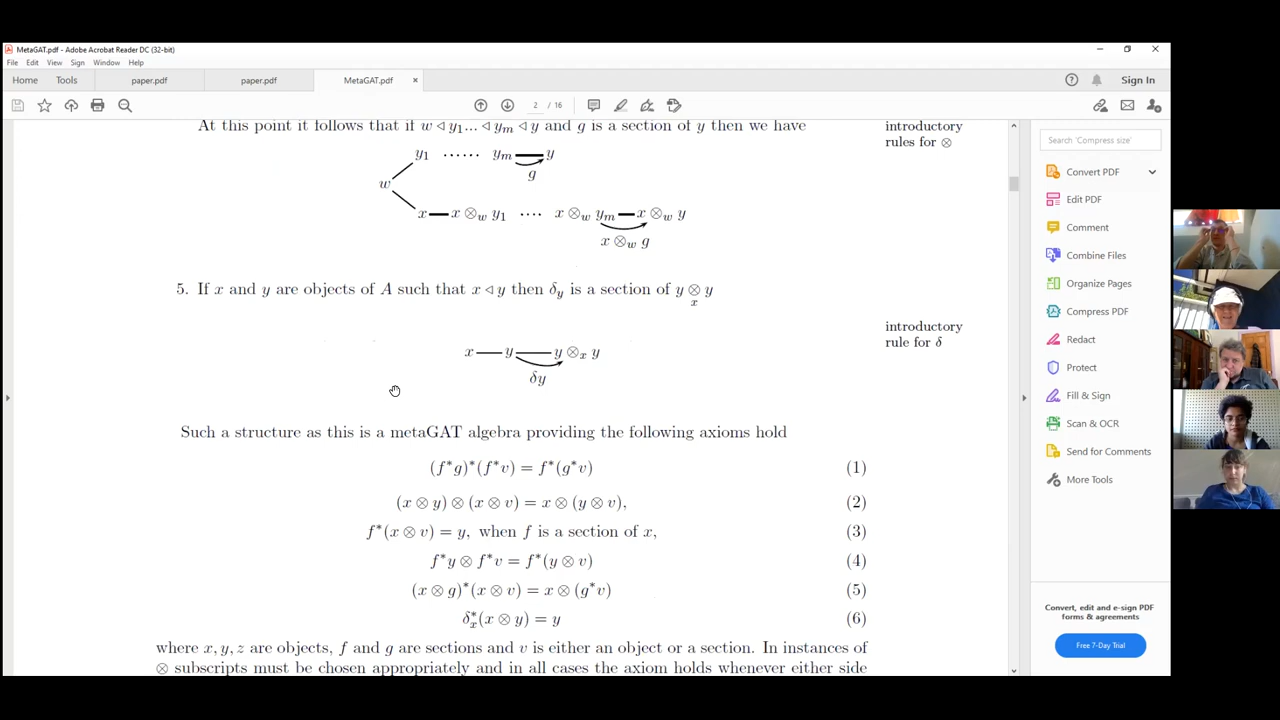 MetaGAT.pdf - Adobe Acrobat Reader DC (32-bit)
File Edit View Sign Window Help
Home Tools paper.pdf paper.pdf MetaGAT.pdf × Sign In
2 / 16
At this point it follows that if w ◁ y₁... ◁ yₘ ◁ y and g is a section of y then we have
introductory
rules for ⊗
y₁ ...... yₘ y
g
w
x x ⊗_w y₁ .... x ⊗_w yₘ x ⊗_w y
x ⊗_w g
5. If x and y are objects of A such that x ◁ y then δ_y is a section of y ⊗_x y
introductory
rule for δ
x y y ⊗_x y
δy
Such a structure as this is a metaGAT algebra providing the following axioms hold
(f*g)*(f*v) = f*(g*v) (1)
(x ⊗ y) ⊗ (x ⊗ v) = x ⊗ (y ⊗ v), (2)
f*(x ⊗ v) = y, when f is a section of x, (3)
f*y ⊗ f*v = f*(y ⊗ v) (4)
(x ⊗ g)*(x ⊗ v) = x ⊗ (g*v) (5)
δ*_x(x ⊗ y) = y (6)
where x, y, z are objects, f and g are sections and v is either an object or a section. In instances of
⊗ subscripts must be chosen appropriately and in all cases the axiom holds whenever either side
Search 'Compress size'
Convert PDF
Edit PDF
Comment
Combine Files
Organize Pages
Compress PDF
Redact
Protect
Fill & Sign
Scan & OCR
Send for Comments
More Tools
Convert, edit and e-sign PDF
forms & agreements
Free 7-Day Trial